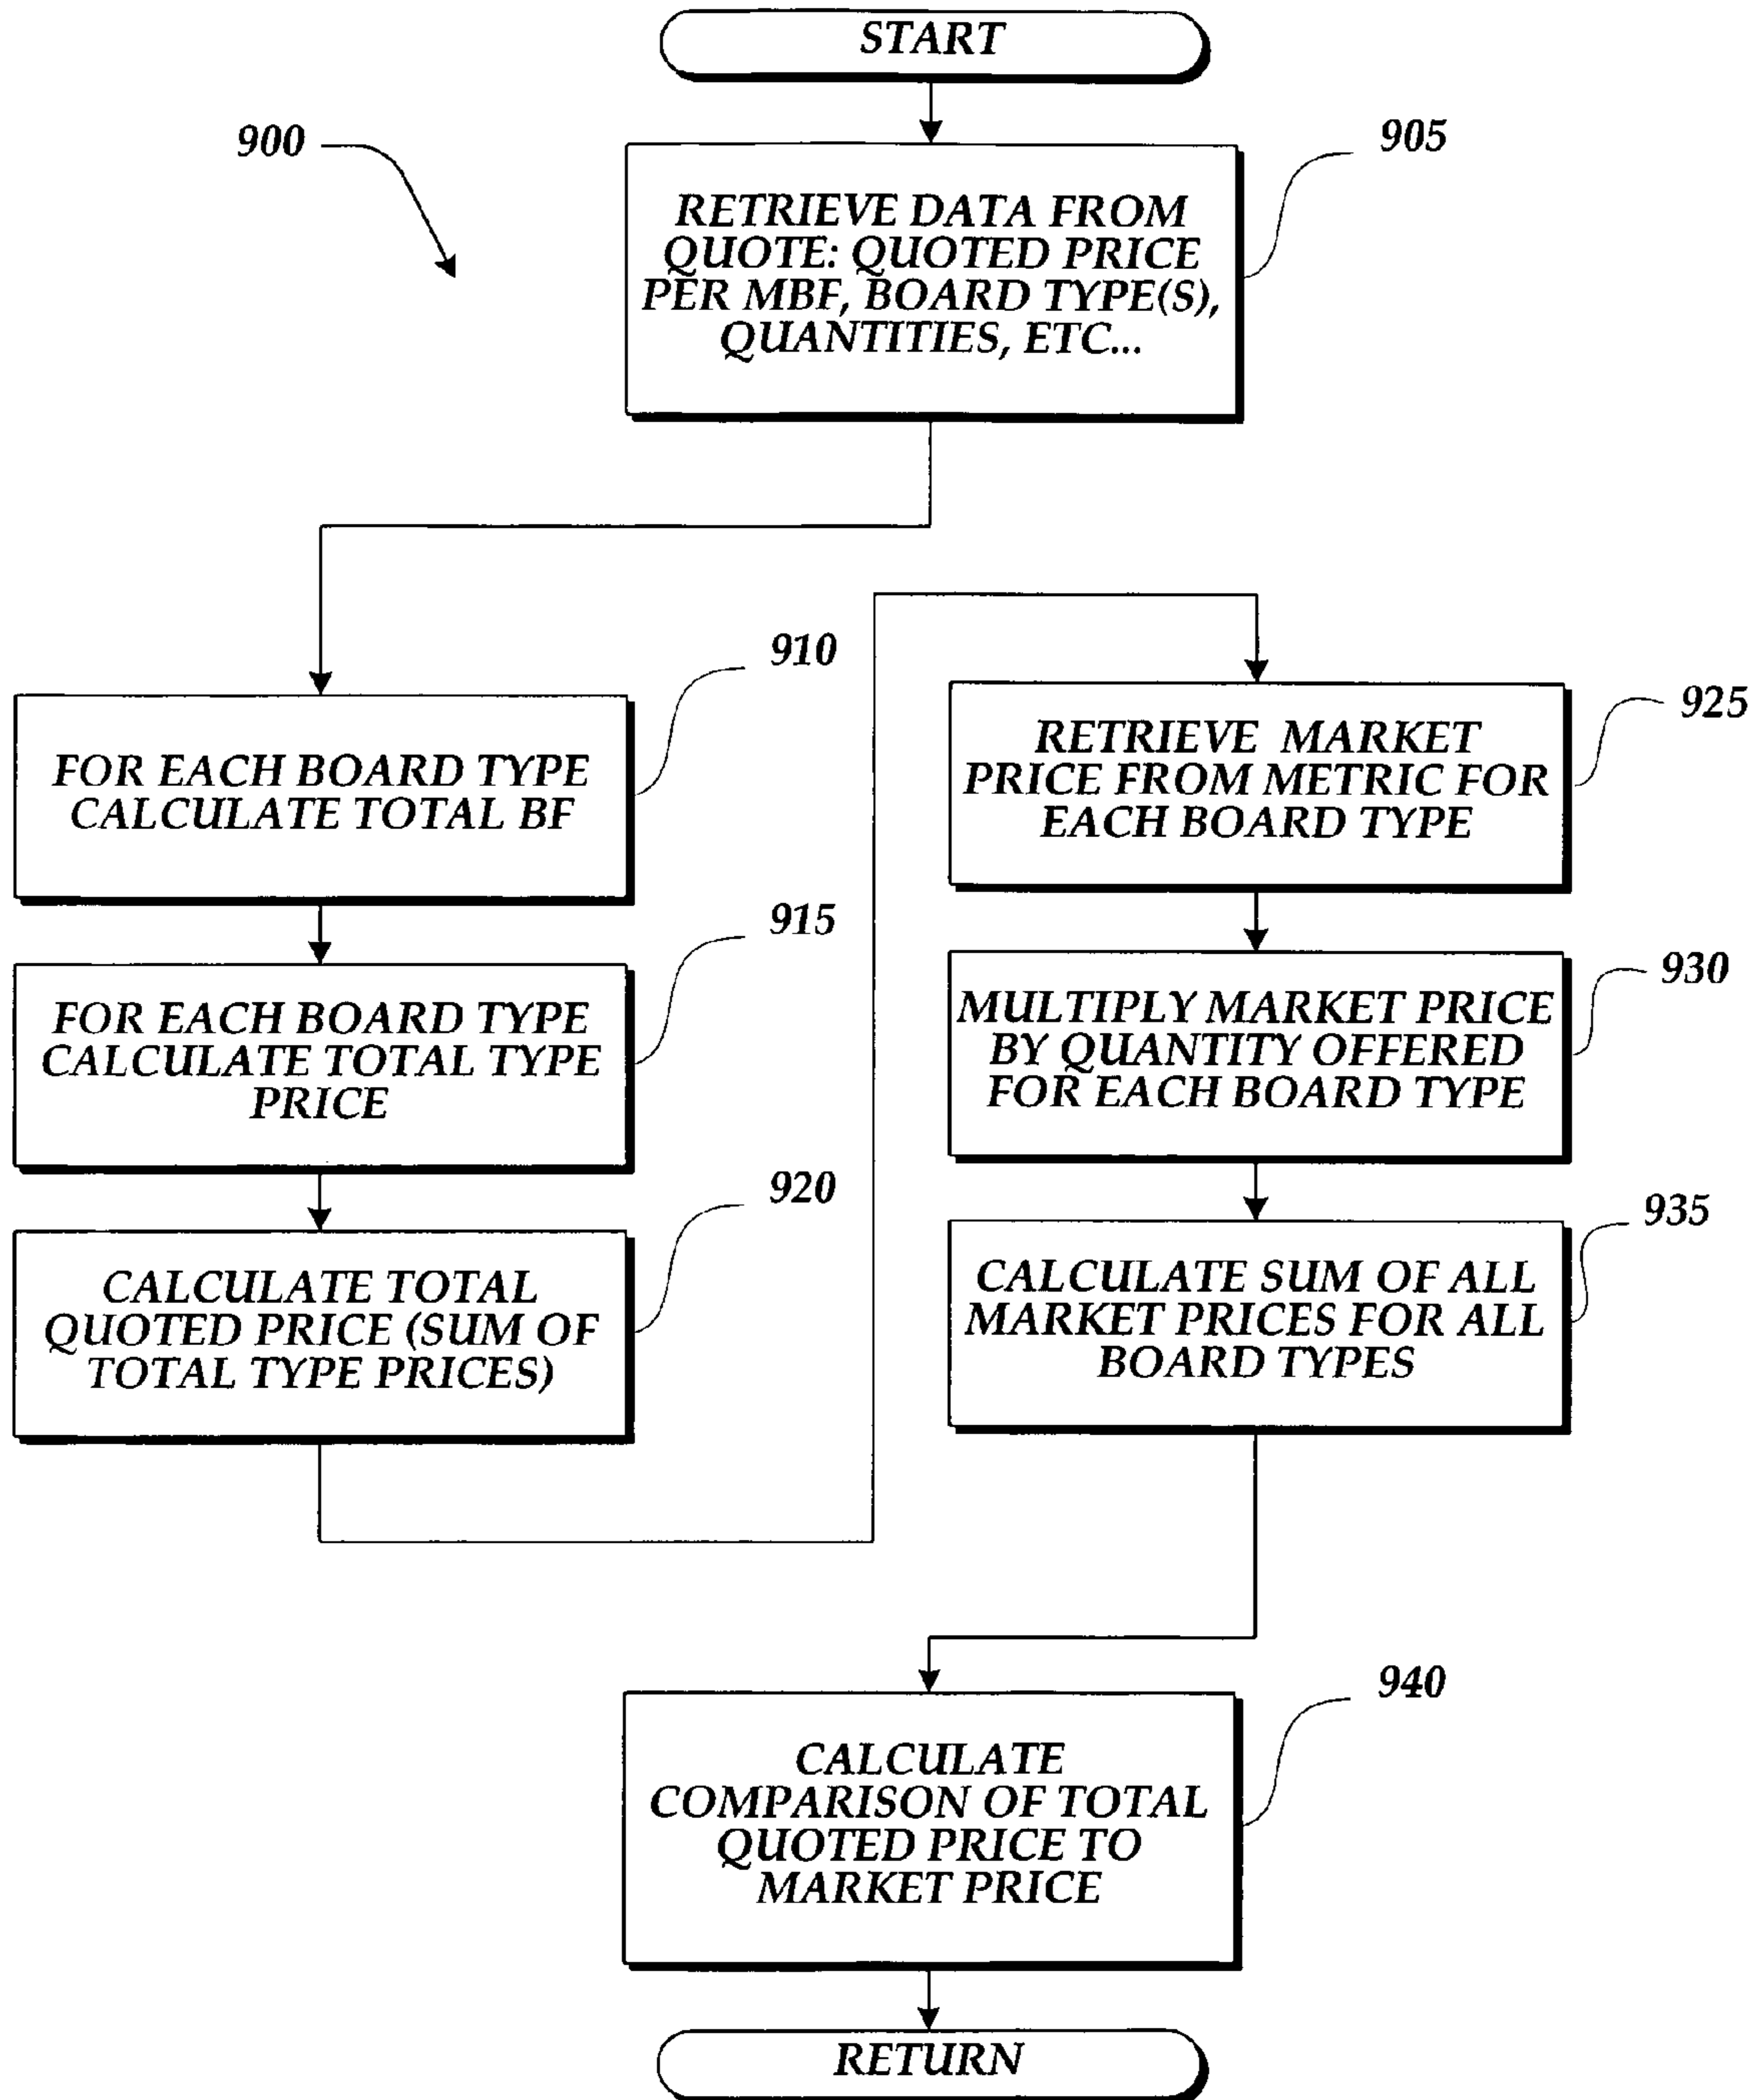 START
900
905
RETRIEVE DATA FROM
QUOTE: QUOTED PRICE
PER MBF, BOARD TYPE(S),
QUANTITIES, ETC...
910
FOR EACH BOARD TYPE
CALCULATE TOTAL BF
915
FOR EACH BOARD TYPE
CALCULATE TOTAL TYPE
PRICE
920
CALCULATE TOTAL
QUOTED PRICE (SUM OF
TOTAL TYPE PRICES)
925
RETRIEVE MARKET
PRICE FROM METRIC FOR
EACH BOARD TYPE
930
MULTIPLY MARKET PRICE
BY QUANTITY OFFERED
FOR EACH BOARD TYPE
935
CALCULATE SUM OF ALL
MARKET PRICES FOR ALL
BOARD TYPES
940
CALCULATE
COMPARISON OF TOTAL
QUOTED PRICE TO
MARKET PRICE
RETURN